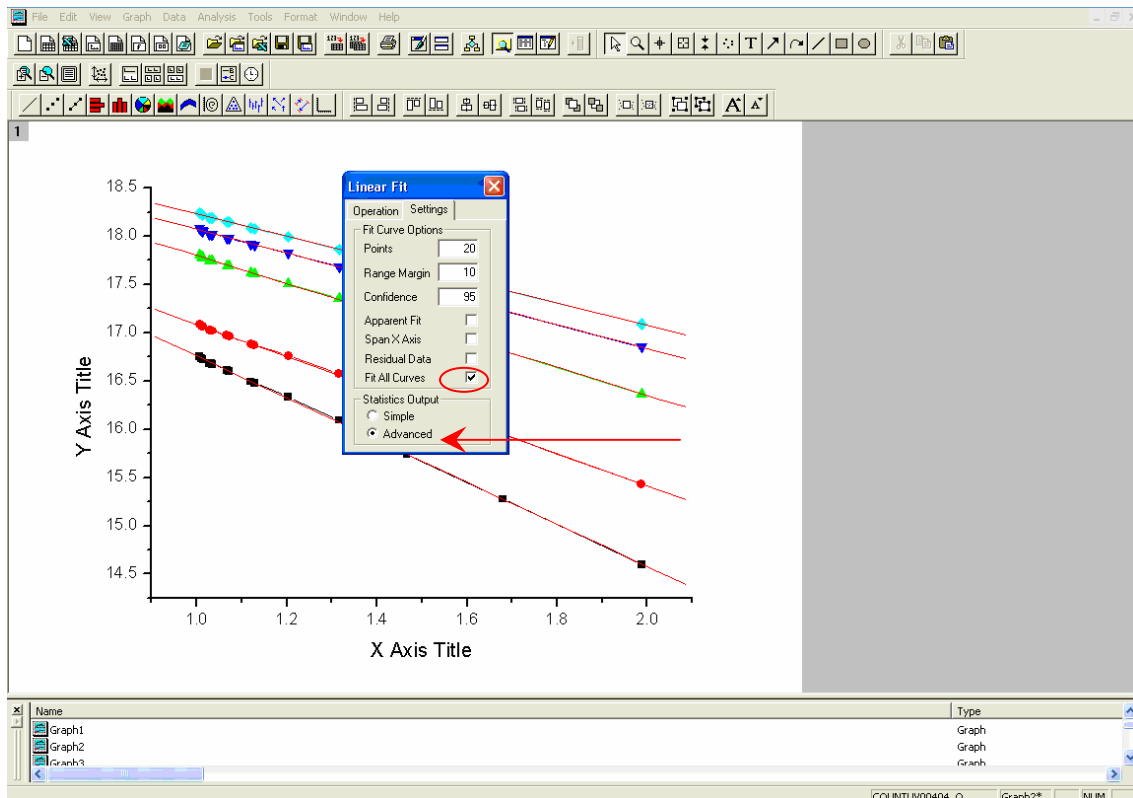 File Edit View Graph Data Analysis Tools Format Window Help
1
Linear Fit
Operation Settings
Fit Curve Options
Points 20
Range Margin 10
Confidence 95
Apparent Fit
Span X Axis
Residual Data
Fit All Curves
Statistics Output
Simple
Advanced
18.5
18.0
17.5
17.0
16.5
16.0
15.5
15.0
14.5
Y Axis Title
1.0 1.2 1.4 1.6 1.8 2.0
X Axis Title
Name Type
Graph1 Graph
Graph2 Graph
Graph3 Graph
Graph2* NUM